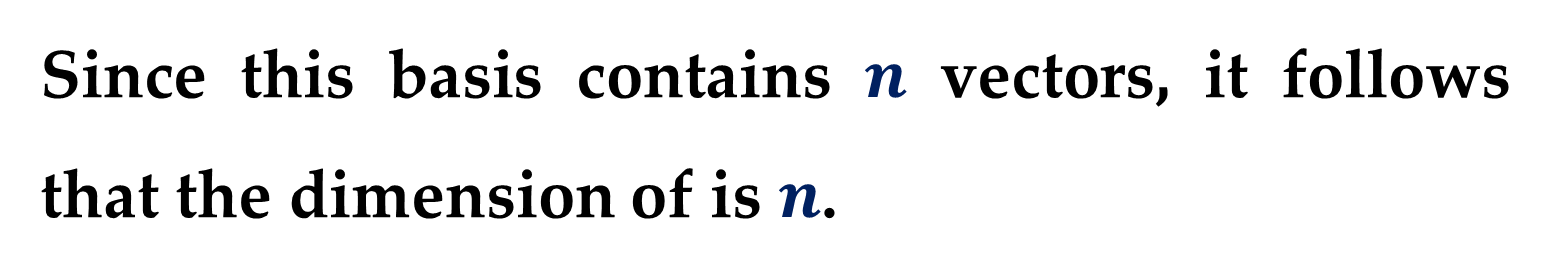 Since this basis contains n vectors, it follows
that the dimension of is n.